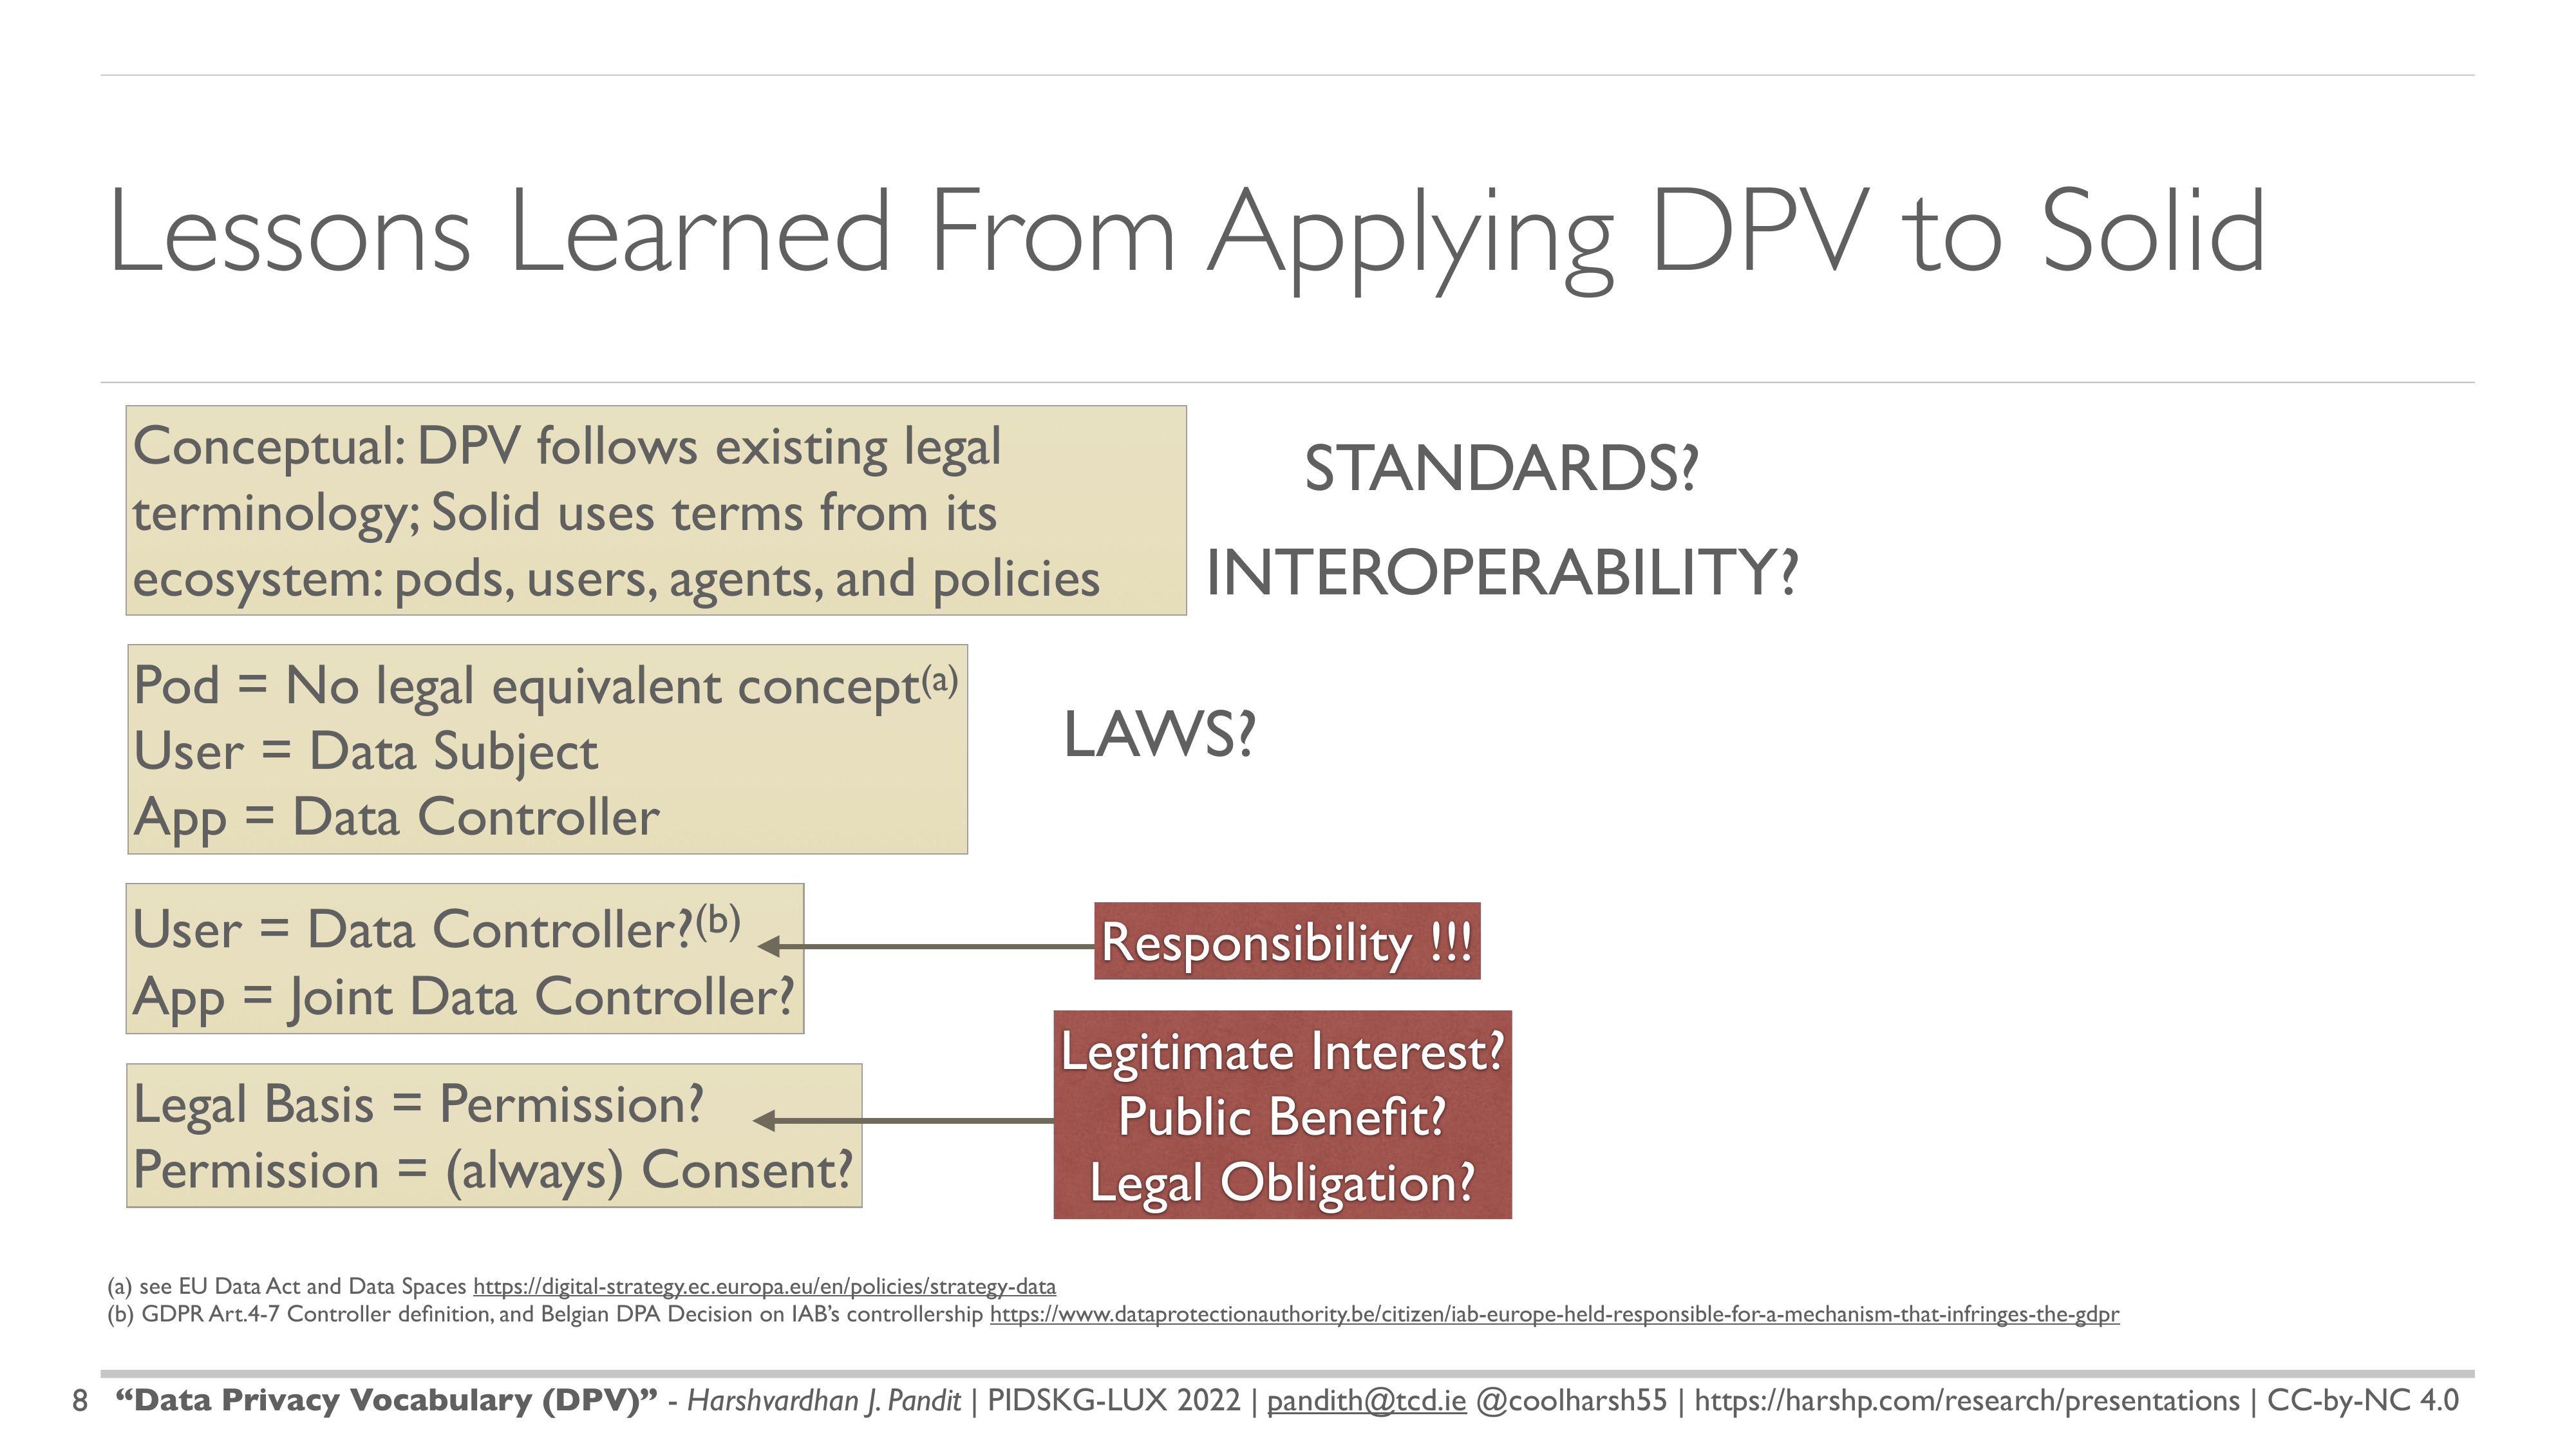 Lessons Learned From Applying DPV to Solid
Conceptual: DPV follows existing legal
terminology; Solid uses terms from its
ecosystem: pods, users, agents, and policies
STANDARDS?
INTEROPERABILITY?
Pod = No legal equivalent concept(a)
User = Data Subject
App = Data Controller
LAWS?
User = Data Controller?(b)
App = Joint Data Controller?
Responsibility !!!
Legal Basis = Permission?
Permission = (always) Consent?
Legitimate Interest?
Public Benefit?
Legal Obligation?
(a) see EU Data Act and Data Spaces https://digital-strategy.ec.europa.eu/en/policies/strategy-data
(b) GDPR Art.4-7 Controller definition, and Belgian DPA Decision on IAB’s controllership https://www.dataprotectionauthority.be/citizen/iab-europe-held-responsible-for-a-mechanism-that-infringes-the-gdpr
8 “Data Privacy Vocabulary (DPV)” - Harshvardhan J. Pandit | PIDSKG-LUX 2022 | pandith@tcd.ie @coolharsh55 | https://harshp.com/research/presentations | CC-by-NC 4.0